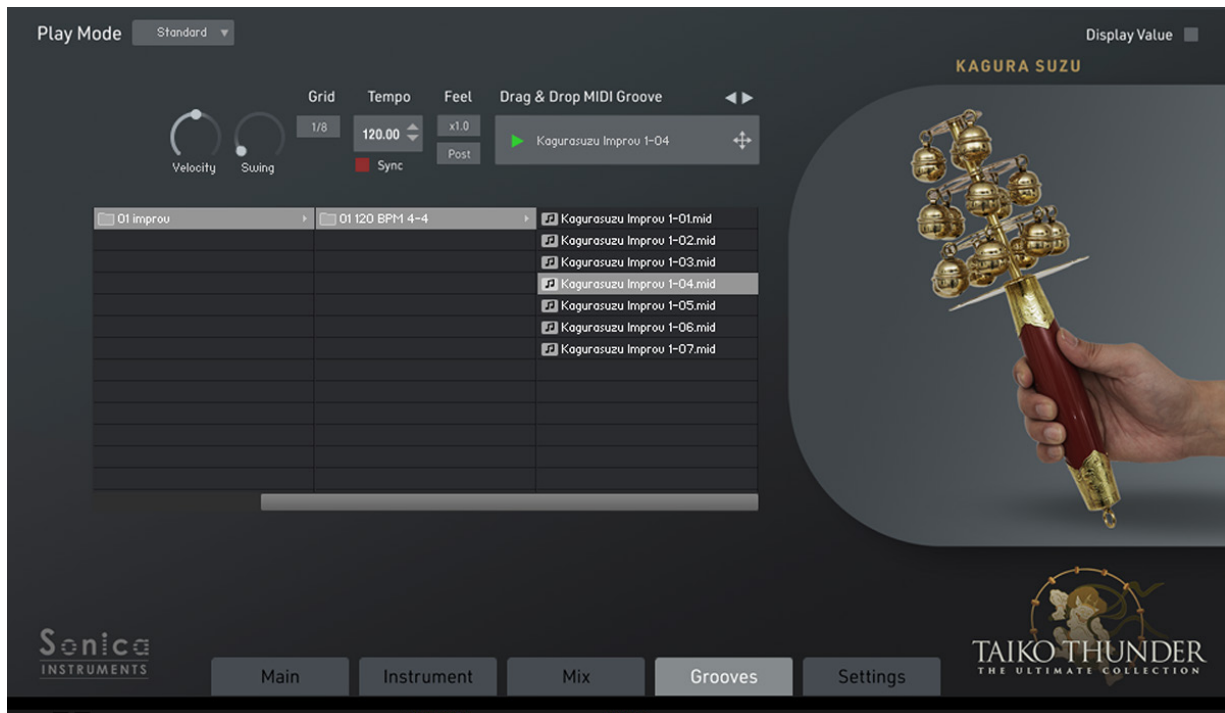 Play Mode Standard
Display Value
KAGURA SUZU
Grid Tempo Feel Drag & Drop MIDI Groove
1/8 120.00 x1.0
Kagurasuzu Improv 1-04
Post
Velocity Swing Sync
01 improv 01 120 BPM 4-4 Kagurasuzu Improv 1-01.mid
Kagurasuzu Improv 1-02.mid
Kagurasuzu Improv 1-03.mid
Kagurasuzu Improv 1-04.mid
Kagurasuzu Improv 1-05.mid
Kagurasuzu Improv 1-06.mid
Kagurasuzu Improv 1-07.mid
Sonica
INSTRUMENTS
Main Instrument Mix Grooves Settings
TAIKO THUNDER
THE ULTIMATE COLLECTION